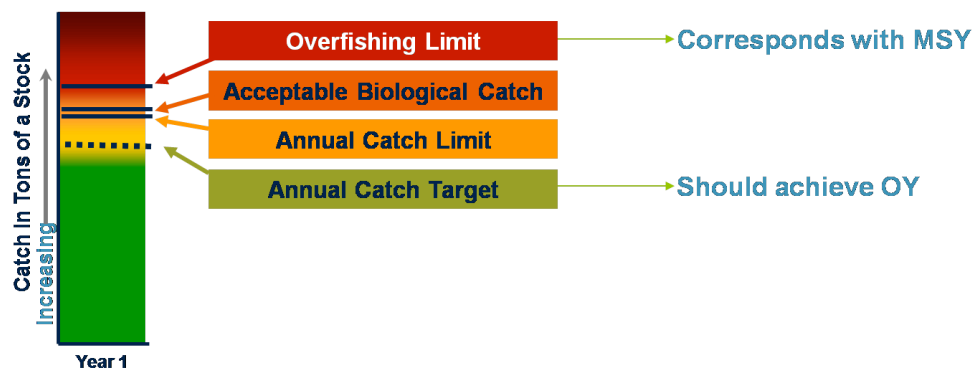 Overfishing Limit
Corresponds with MSY
Acceptable Biological Catch
Annual Catch Limit
Annual Catch Target
Should achieve OY
Catch In Tons of a Stock
Increasing
Year 1